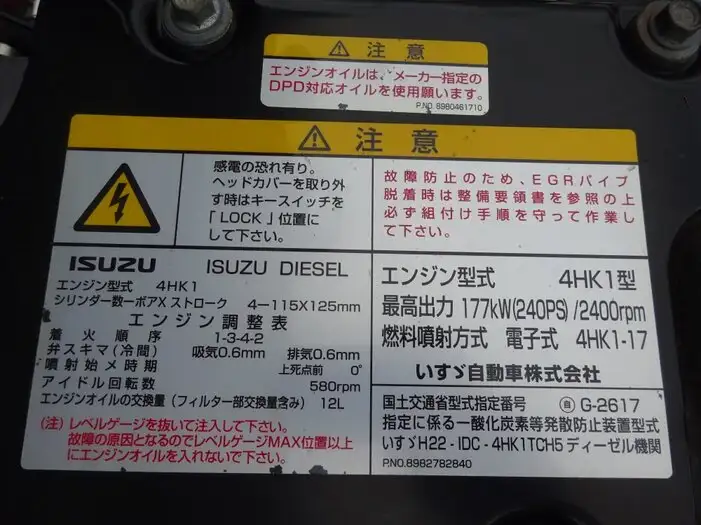 ⚠ 注意
エンジンオイルは、メーカー指定の
DPD対応オイルを使用願います。
P.NO. 8980461710
⚠ 注意
感電の恐れ有り。
ヘッドカバーを取り外
す時はキースイッチを
「LOCK」位置に
して下さい。
故障防止のため、EGRパイプ
脱着時は整備要領書を参照の上
必ず組付け手順を守って作業し
て下さい。
ISUZU ISUZU DIESEL
エンジン型式 4HK1
シリンダー数ーボアX ストローク 4ー115X125mm
エンジン調整表
着火順序 1-3-4-2
弁スキマ(冷間) 吸気0.6mm 排気0.6mm
噴射始メ時期 上死点前 0°
アイドル回転数 580rpm
エンジンオイルの交換量(フィルター部交換量含み) 12L
(注) レベルゲージを抜いて注入して下さい。
故障の原因となるのでレベルゲージMAX位置以上
にエンジンオイルを入れないで下さい。
エンジン型式 4HK1型
最高出力 177kW(240PS)/2400rpm
燃料噴射方式 電子式 4HK1-17
いすゞ自動車株式会社
国土交通省型式指定番号 自 G-2617
指定に係る一酸化炭素等発散防止装置型式
いすゞH22-IDC-4HK1TCH5ディーゼル機関
P.NO.8982782840